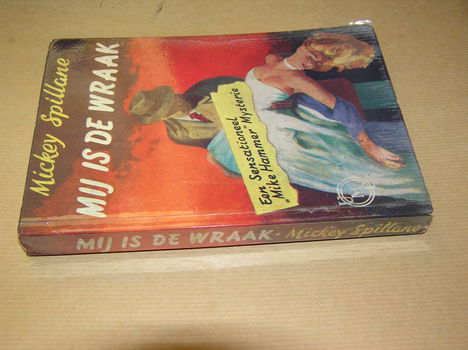 Mickey Spillane
MIJ IS DE WRAAK
Een Sensationeel
"Mike Hammer" Mysterie
MIJ IS DE WRAAK - Mickey Spillane